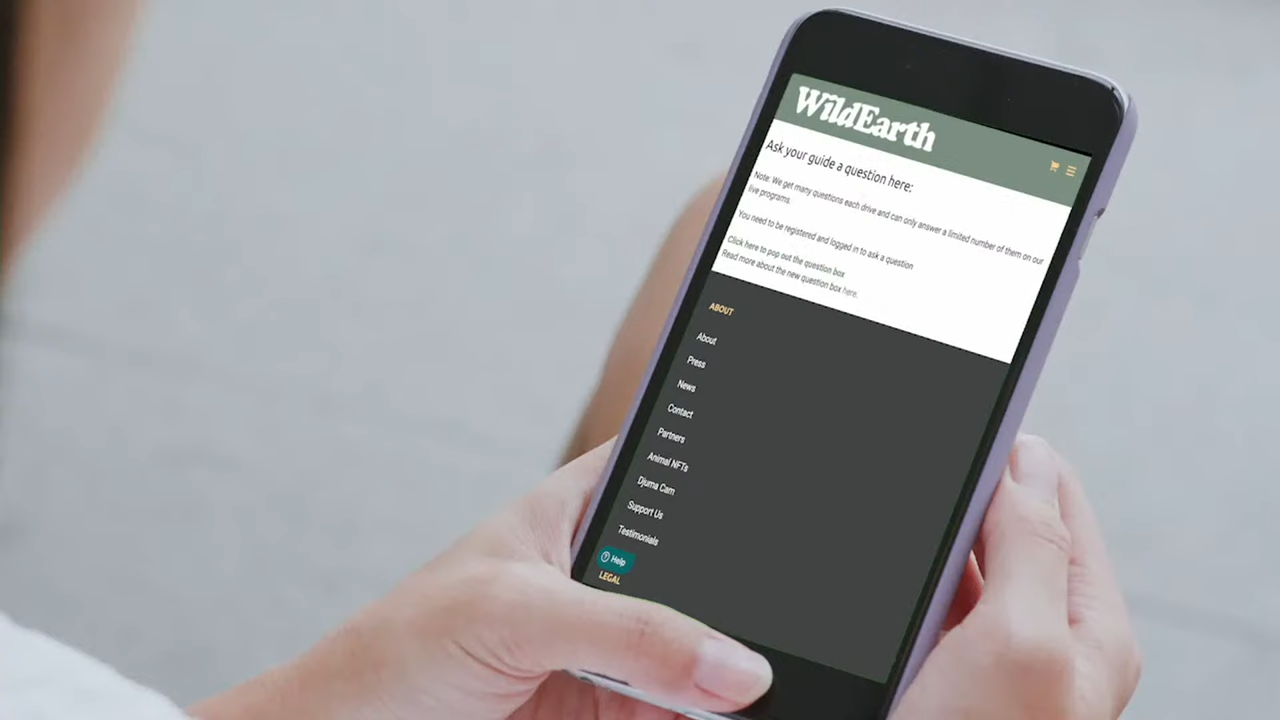 WildEarth
Ask your guide a question here:
Note: We get many questions each drive and can only answer a limited number of them on our
live programs.
You need to be registered and logged in to ask a question
Click here to pop out the question box
Read more about the new question box here.
ABOUT
About
Press
News
Contact
Partners
Animal NFTs
Djuma Cam
Support Us
Testimonials
Help
LEGAL